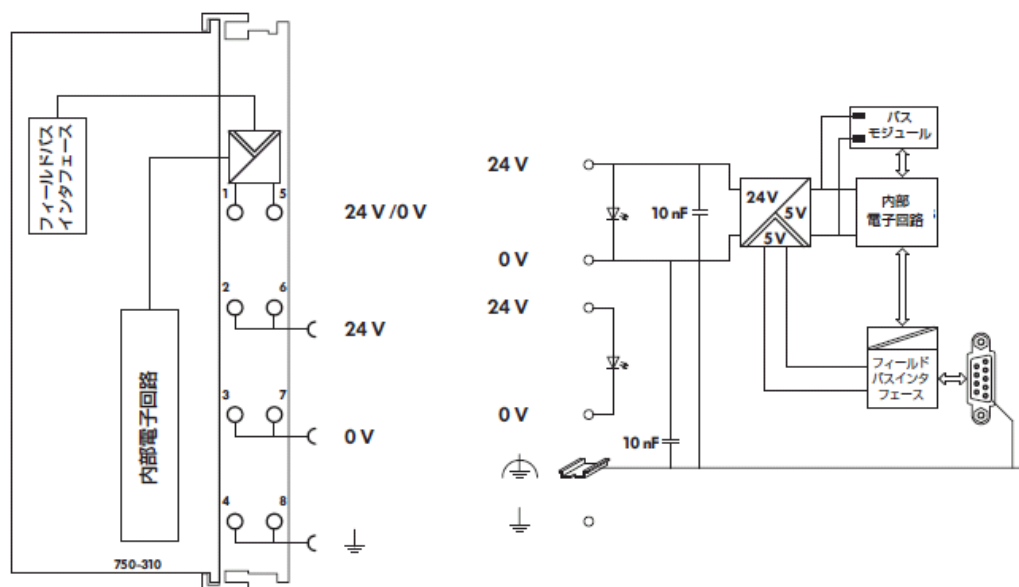 フィールドバス
インタフェース
内部電子回路
750-310
1
5
24 V /0 V
2
6
24 V
3
7
0 V
4
8
24 V
0 V
24 V
0 V
10 nF
10 nF
24 V
5 V
5 V
バス
モジュール
内部
電子回路
フィールド
バスインタ
フェース